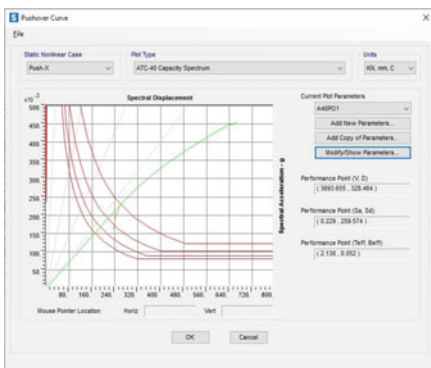 Pushover Curve
File
Static Nonlinear Case
Plot Type
Units
Push-X
ATC-40 Capacity Spectrum
KN, mm, C
x10 -3
Spectral Displacement
Current Plot Parameters
A40PO1
Add New Parameters...
Add Copy of Parameters...
Modify/Show Parameters...
500
450
400
350
300
250
200
150
100
50
Spectral Acceleration - g
Performance Point (V, D)
( 3693.655 , 328.464 )
Performance Point (Sa, Sd)
( 0.229 , 259.574 )
Performance Point (Teff, Beff)
( 2.138 , 0.052 )
80. 160. 240. 320. 400. 480. 560. 640. 720. 800.
Mouse Pointer Location
Horiz
Vert
OK
Cancel